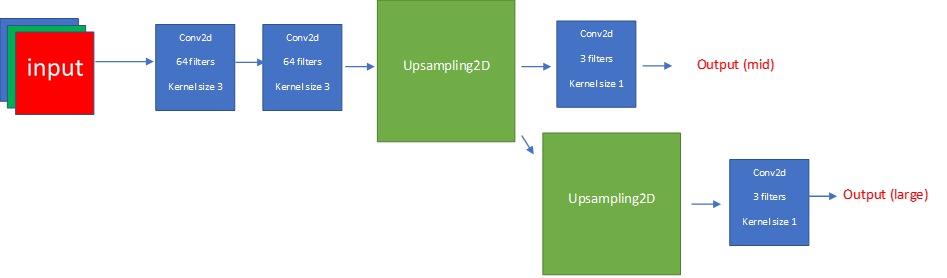 input
Conv2d
64 filters
Kernel size 3
Conv2d
64 filters
Kernel size 3
Upsampling2D
Conv2d
3 filters
Kernel size 1
Output (mid)
Upsampling2D
Conv2d
3 filters
Kernel size 1
Output (large)